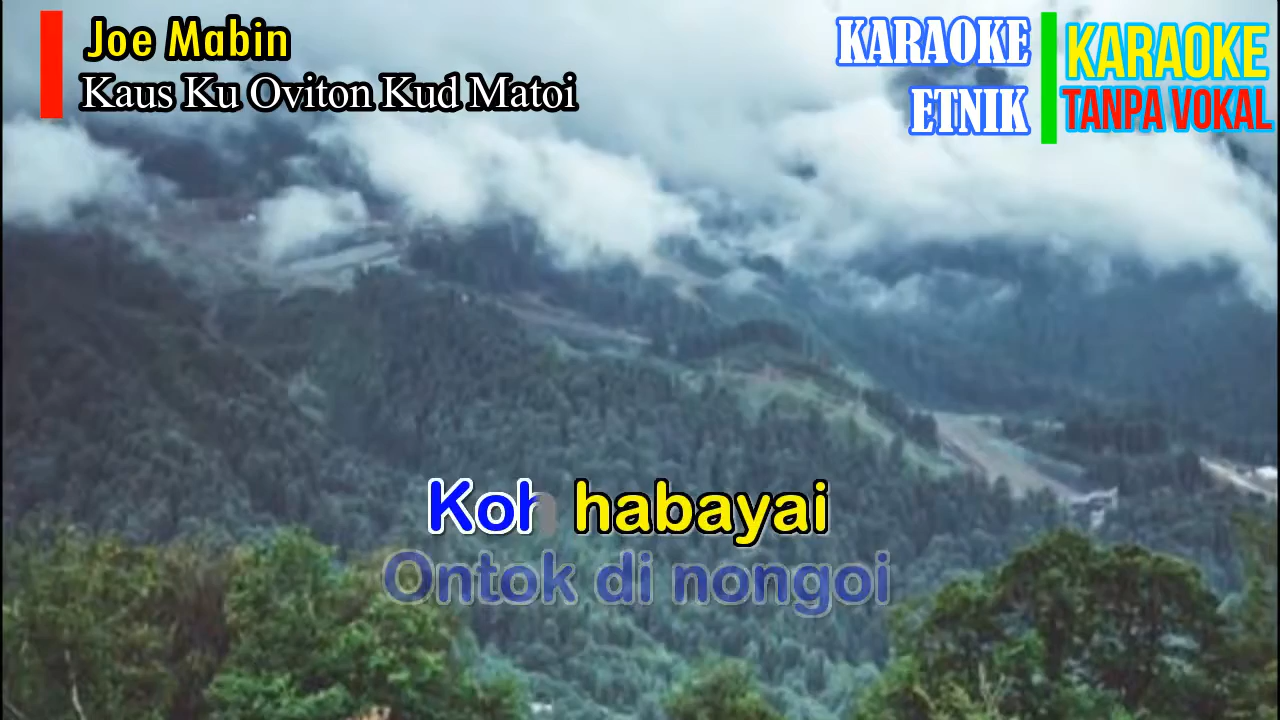 Joe Mabin
Kaus Ku Oviton Kud Matoi
KARAOKE
ETNIK
KARAOKE
TANPA VOKAL
Koh habayai
Ontok di nongoi